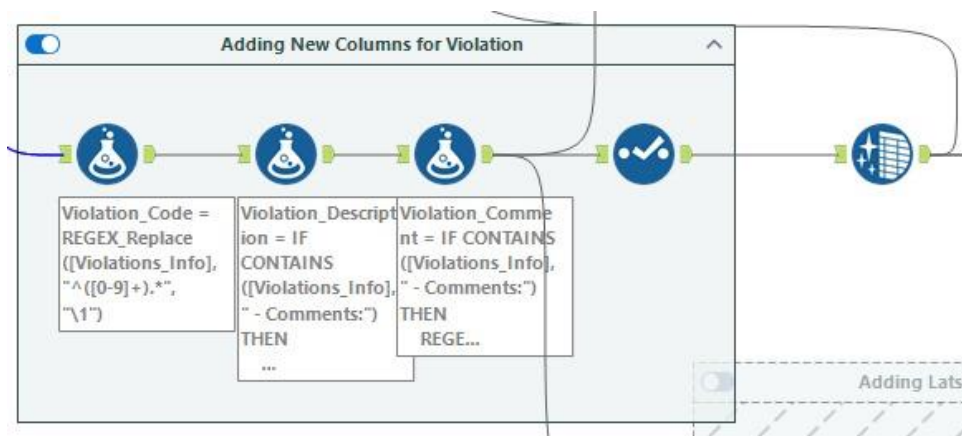 Adding New Columns for Violation
Violation_Code =
REGEX_Replace
([Violations_Info],
"^([0-9]+).*",
"\1")
Violation_Descript
ion = IF
CONTAINS
([Violations_Info],
" - Comments:")
THEN
...
Violation_Comme
nt = IF CONTAINS
([Violations_Info],
" - Comments:")
THEN
REGE...
Adding Lats